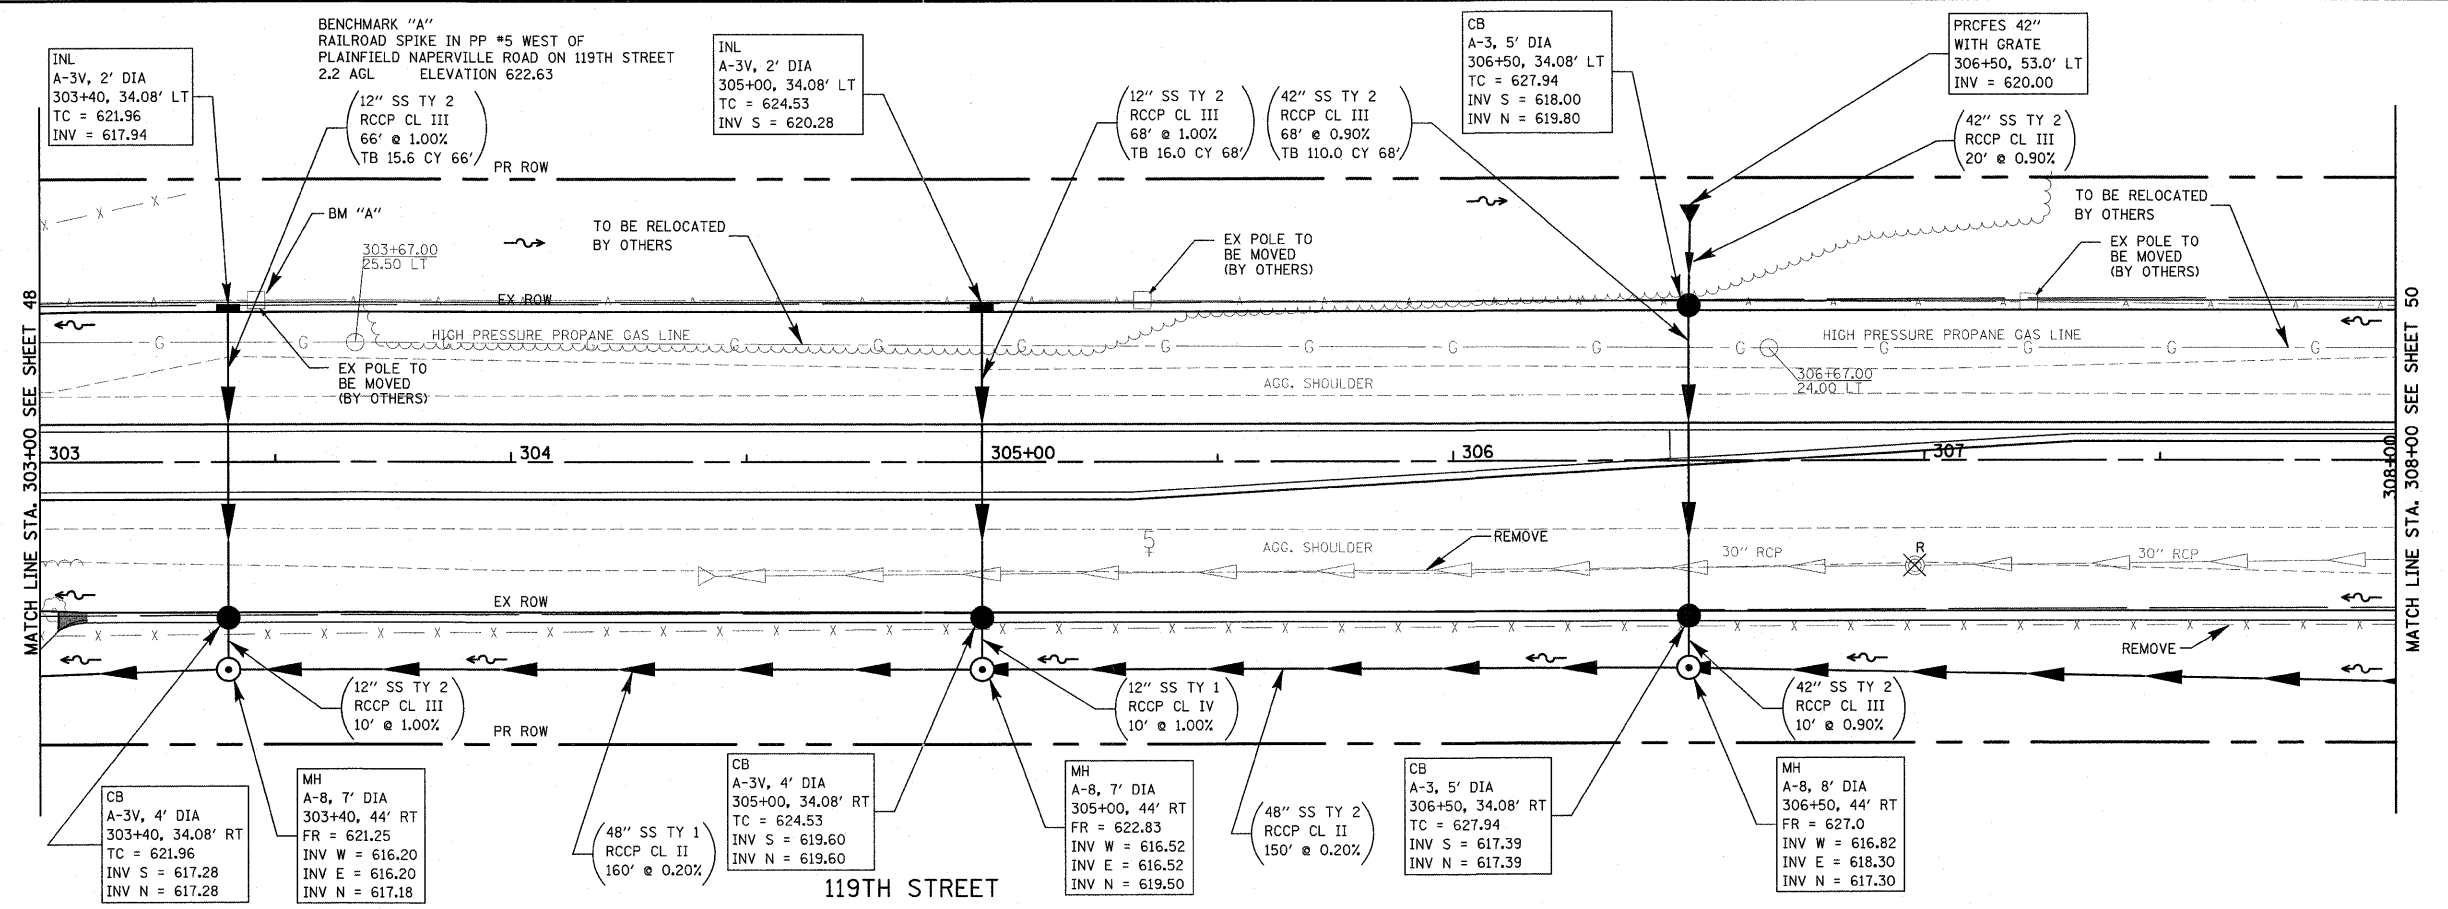 BENCHMARK "A"
RAILROAD SPIKE IN PP #5 WEST OF
PLAINFIELD NAPERVILLE ROAD ON 119TH STREET
2.2 AGL ELEVATION 622.63
INL
A-3V, 2' DIA
303+40, 34.08' LT
TC = 621.96
INV = 617.94
12" SS TY 2
RCCP CL III
66' @ 1.00%
TB 15.6 CY 66'
INL
A-3V, 2' DIA
305+00, 34.08' LT
TC = 624.53
INV S = 620.28
12" SS TY 2
RCCP CL III
68' @ 1.00%
TB 16.0 CY 68'
42" SS TY 2
RCCP CL III
68' @ 0.90%
TB 110.0 CY 68'
CB
A-3, 5' DIA
306+50, 34.08' LT
TC = 627.94
INV S = 618.00
INV N = 619.80
PRCFES 42"
WITH GRATE
306+50, 53.0' LT
INV = 620.00
42" SS TY 2
RCCP CL III
20' @ 0.90%
PR ROW
BM "A"
303+67.00
25.50 LT
TO BE RELOCATED
BY OTHERS
EX POLE TO
BE MOVED
(BY OTHERS)
TO BE RELOCATED
BY OTHERS
EX POLE TO
BE MOVED
(BY OTHERS)
X X X
EX ROW
A A A A A A A A
HIGH PRESSURE PROPANE GAS LINE
HIGH PRESSURE PROPANE GAS LINE
G G G G G G G G G G G G G G
EX POLE TO
BE MOVED
(BY OTHERS)
AGG. SHOULDER
306+67.00
24.00 LT
MATCH LINE STA. 303+00 SEE SHEET 48
303
304
305+00
306
307
308+00
MATCH LINE STA. 308+00 SEE SHEET 50
5
AGG. SHOULDER
REMOVE
30" RCP
R
30" RCP
EX ROW
X X X X X X X X X X X X X X X X
REMOVE
12" SS TY 2
RCCP CL III
10' @ 1.00%
12" SS TY 1
RCCP CL IV
10' @ 1.00%
42" SS TY 2
RCCP CL III
10' @ 0.90%
PR ROW
CB
A-3V, 4' DIA
303+40, 34.08' RT
TC = 621.96
INV S = 617.28
INV N = 617.28
MH
A-8, 7' DIA
303+40, 44' RT
FR = 621.25
INV W = 616.20
INV E = 616.20
INV N = 617.18
48" SS TY 1
RCCP CL II
160' @ 0.20%
CB
A-3V, 4' DIA
305+00, 34.08' RT
TC = 624.53
INV S = 619.60
INV N = 619.60
MH
A-8, 7' DIA
305+00, 44' RT
FR = 622.83
INV W = 616.52
INV E = 616.52
INV N = 619.50
48" SS TY 2
RCCP CL II
150' @ 0.20%
CB
A-3, 5' DIA
306+50, 34.08' RT
TC = 627.94
INV S = 617.39
INV N = 617.39
MH
A-8, 8' DIA
306+50, 44' RT
FR = 627.0
INV W = 616.82
INV E = 618.30
INV N = 617.30
119TH STREET